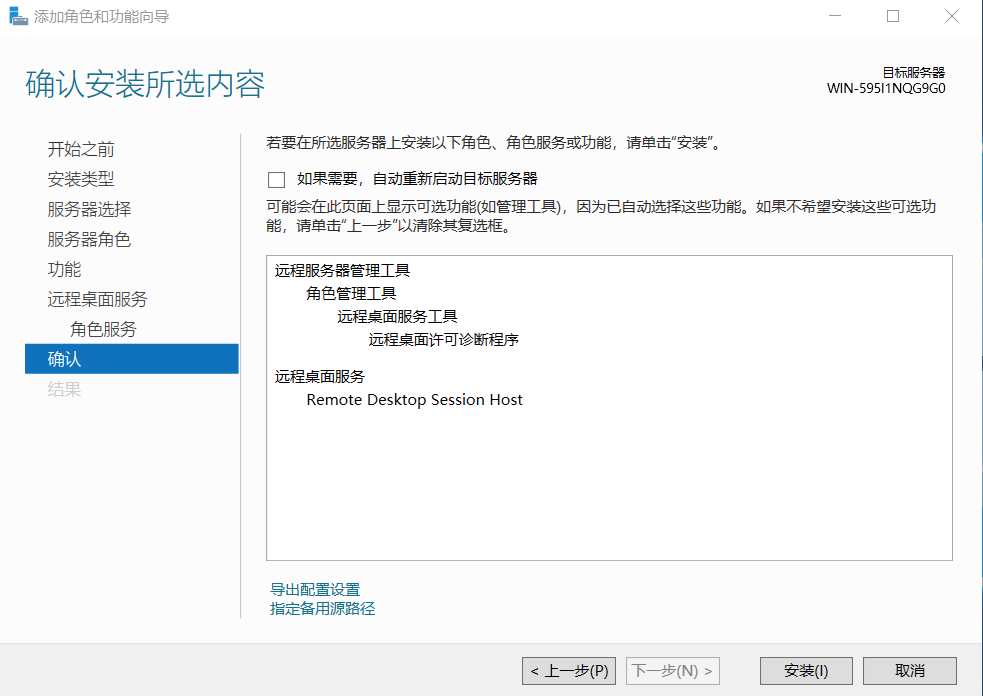 添加角色和功能向导
确认安装所选内容
目标服务器
WIN-595I1NQG9G0
开始之前
安装类型
服务器选择
服务器角色
功能
远程桌面服务
角色服务
确认
结果
若要在所选服务器上安装以下角色、角色服务或功能，请单击“安装”。
如果需要，自动重新启动目标服务器
可能会在此页面上显示可选功能(如管理工具)，因为已自动选择这些功能。如果不希望安装这些可选功
能，请单击“上一步”以清除其复选框。
远程服务器管理工具
角色管理工具
远程桌面服务工具
远程桌面许可诊断程序
远程桌面服务
Remote Desktop Session Host
导出配置设置
指定备用源路径
< 上一步(P) 下一步(N) > 安装(I) 取消